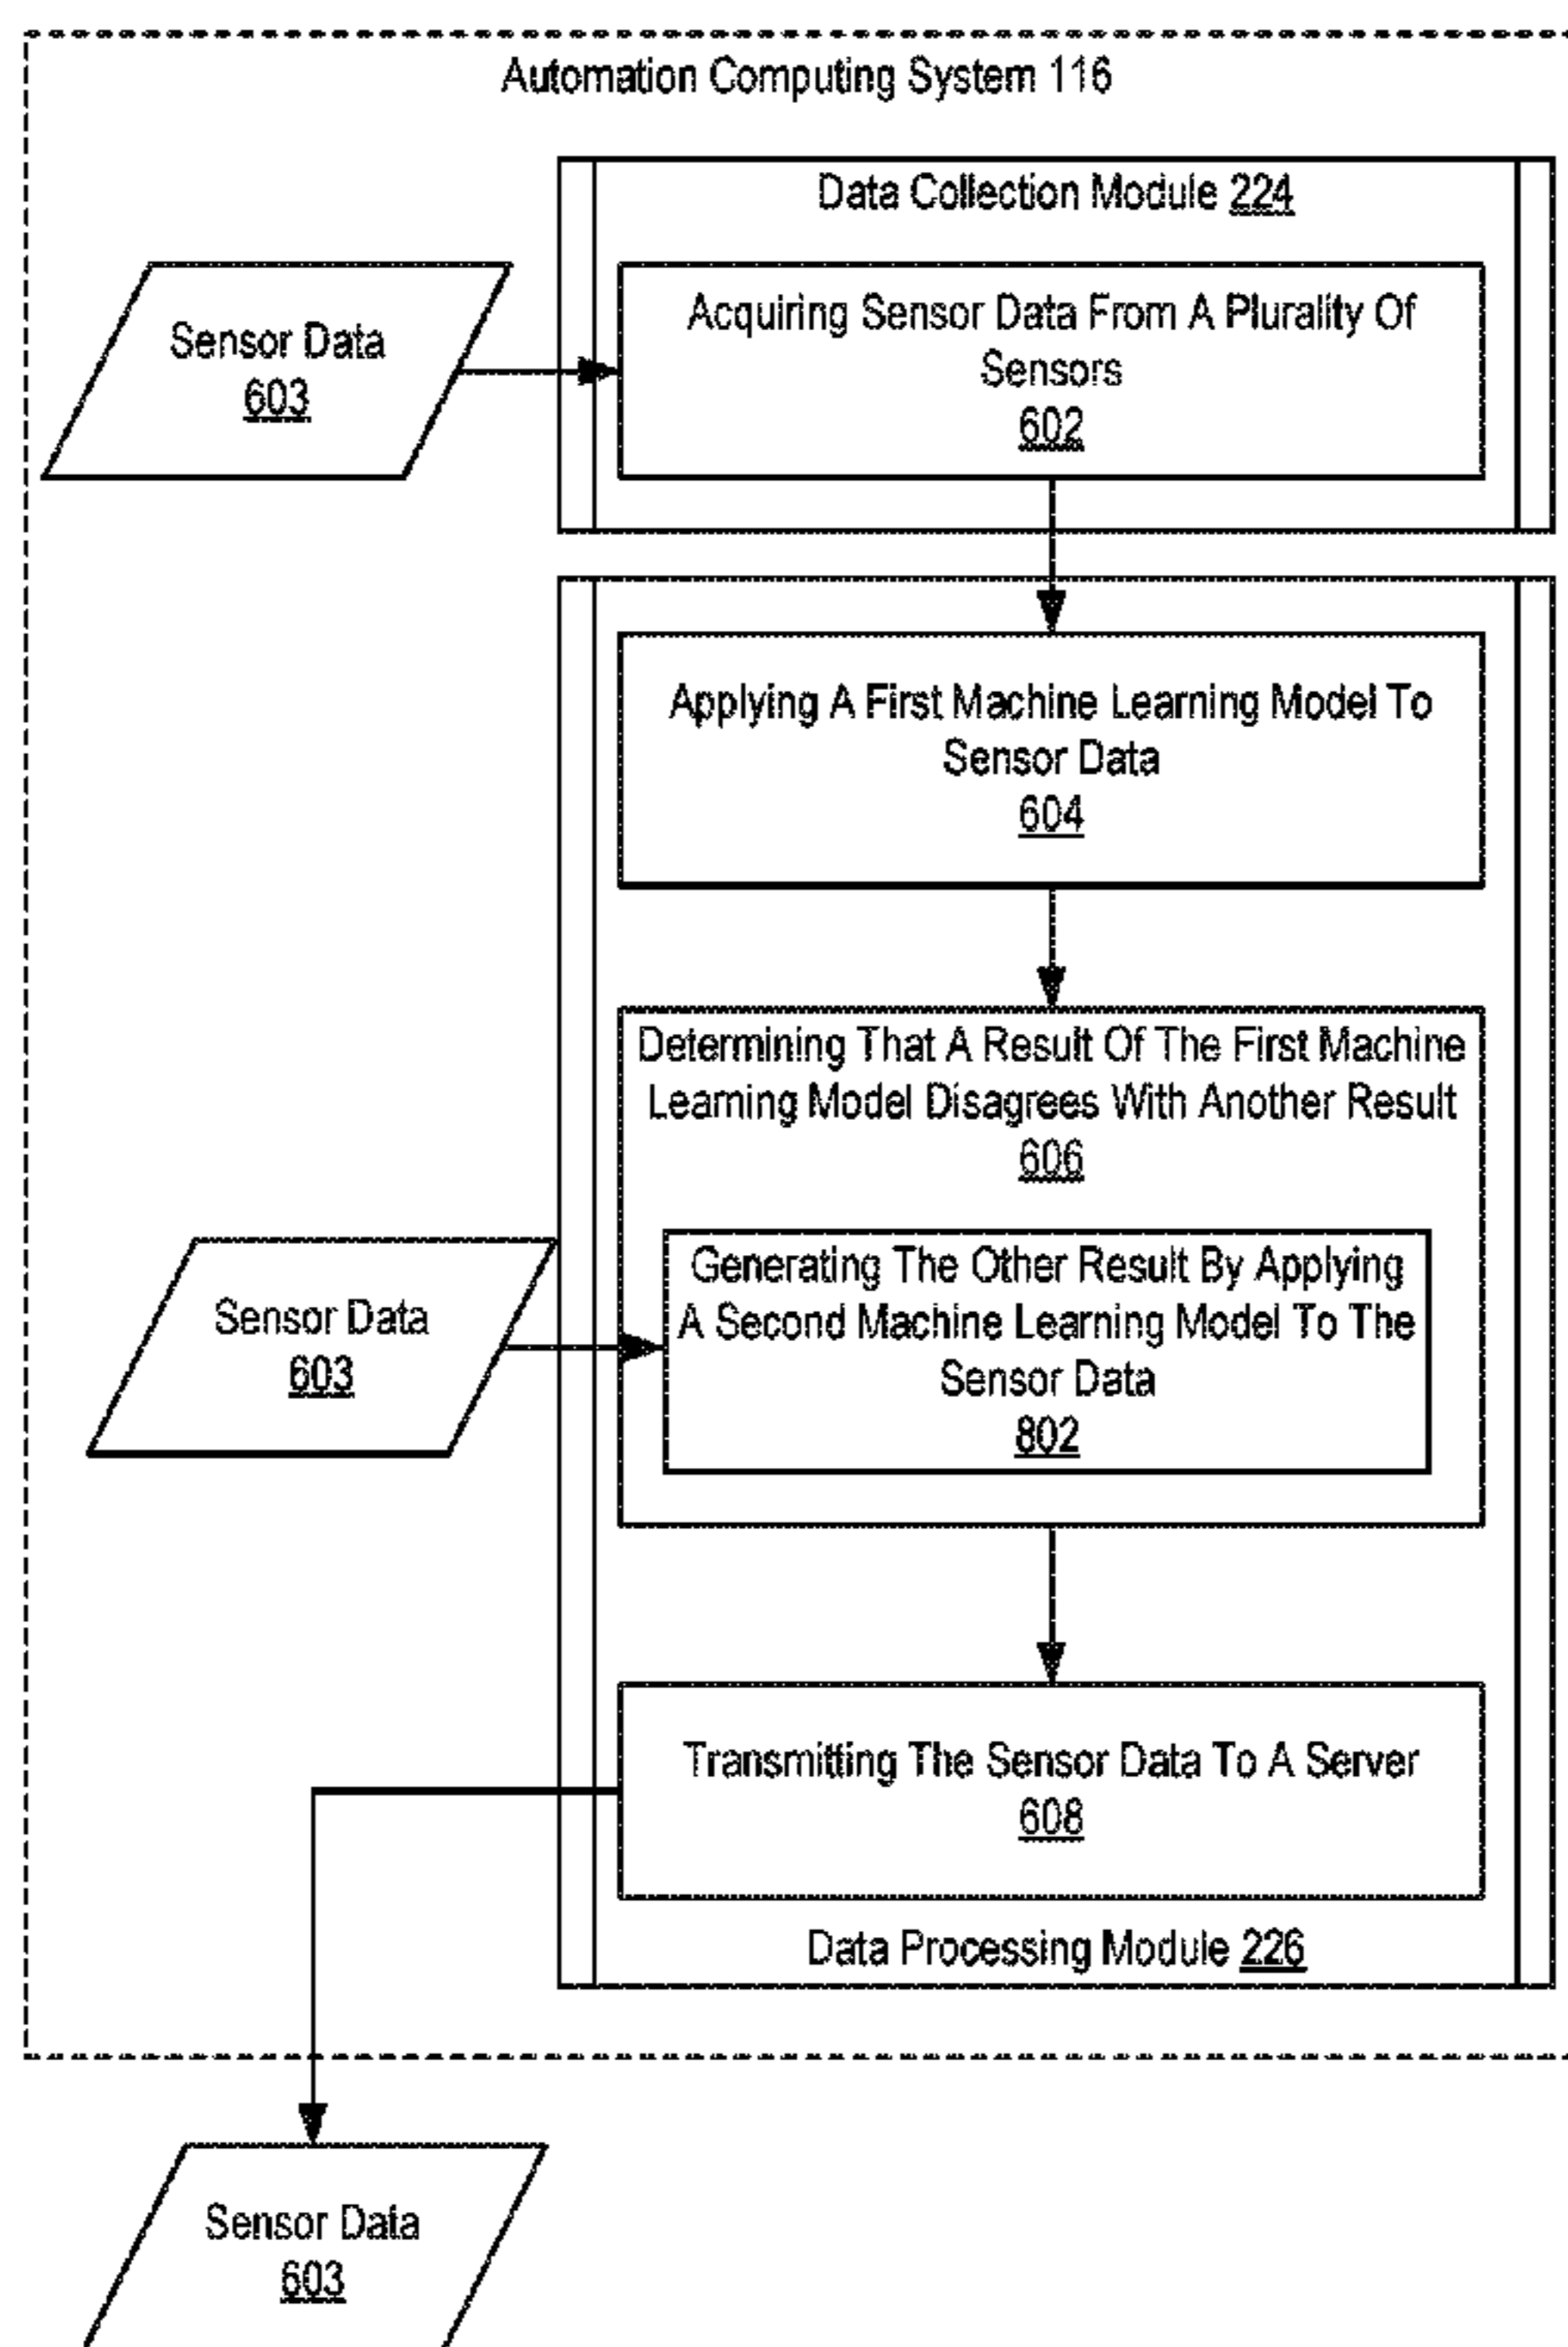 Automation Computing System 116
Data Collection Module 224
Sensor Data
603
Acquiring Sensor Data From A Plurality Of
Sensors
602
Applying A First Machine Learning Model To
Sensor Data
604
Determining That A Result Of The First Machine
Learning Model Disagrees With Another Result
606
Sensor Data
603
Generating The Other Result By Applying
A Second Machine Learning Model To The
Sensor Data
802
Transmitting The Sensor Data To A Server
608
Data Processing Module 226
Sensor Data
603